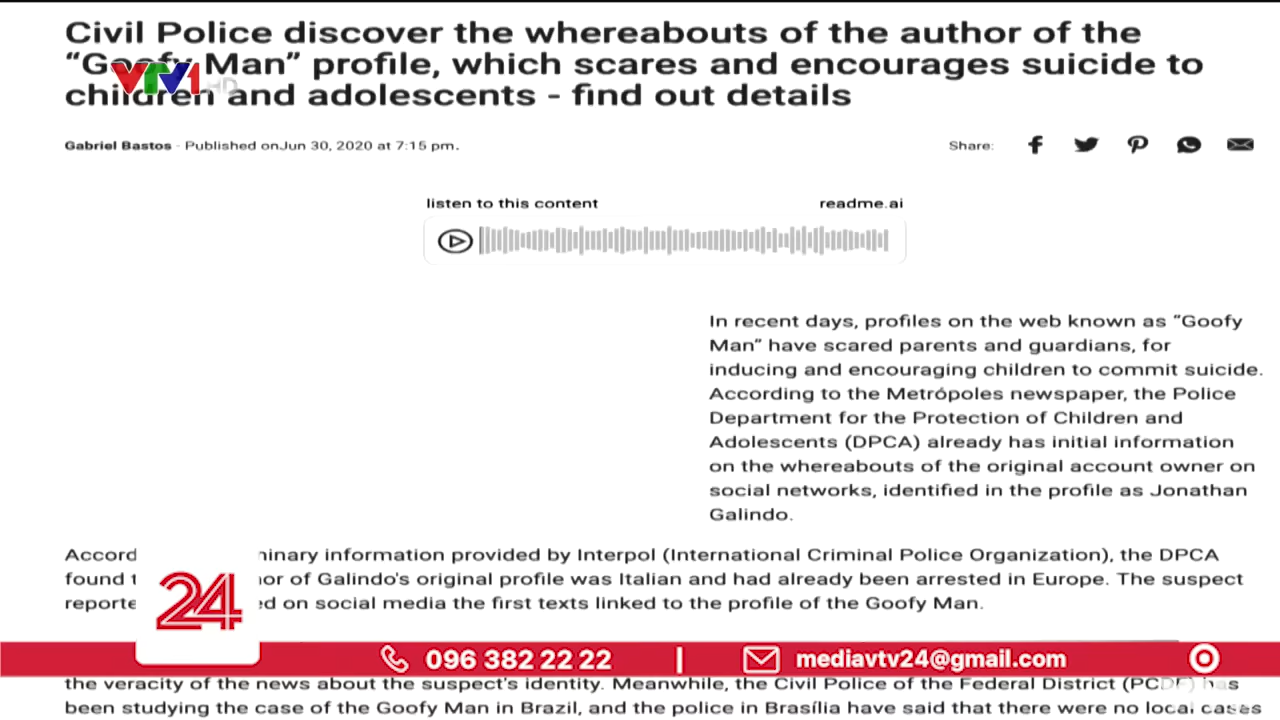 Civil Police discover the whereabouts of the author of the
“Goofy Man” profile, which scares and encourages suicide to
children and adolescents - find out details
VTV1 HD
Gabriel Bastos - Published onJun 30, 2020 at 7:15 pm.
Share:
listen to this content
readme.ai
In recent days, profiles on the web known as “Goofy
Man” have scared parents and guardians, for
inducing and encouraging children to commit suicide.
According to the Metrópoles newspaper, the Police
Department for the Protection of Children and
Adolescents (DPCA) already has initial information
on the whereabouts of the original account owner on
social networks, identified in the profile as Jonathan
Galindo.
information provided by Interpol (International Criminal Police Organization), the DPCA
found of Galindo's original profile was Italian and had already been arrested in Europe. The suspect
on social media the first texts linked to the profile of the Goofy Man.
24
096 382 22 22 | mediavtv24@gmail.com
the veracity of the news about the suspect's identity. Meanwhile, the Civil Police of the Federal District (PCDF) has
been studying the case of the Goofy Man in Brazil, and the police in Brasília have said that there were no local cases